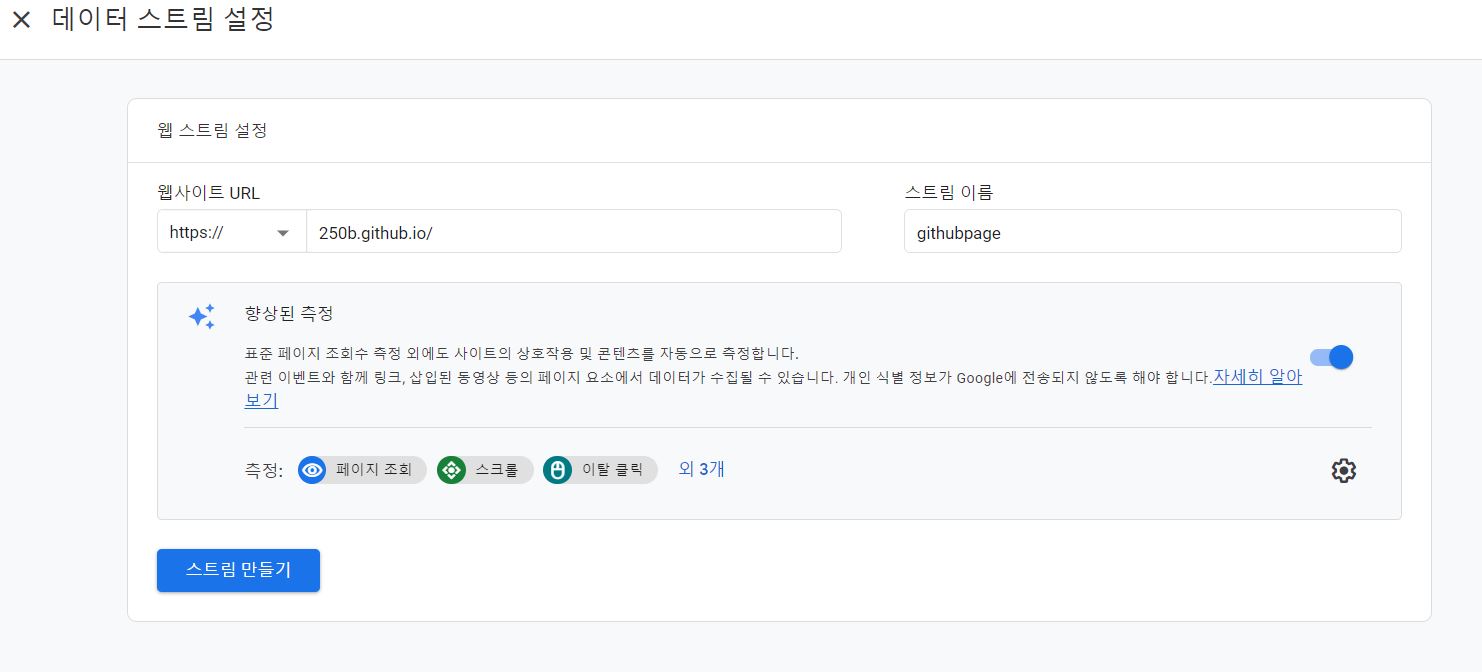 데이터 스트림 설정
웹 스트림 설정
웹사이트 URL
스트림 이름
https://
250b.github.io/
githubpage
향상된 측정
표준 페이지 조회수 측정 외에도 사이트의 상호작용 및 콘텐츠를 자동으로 측정합니다.
관련 이벤트와 함께 링크, 삽입된 동영상 등의 페이지 요소에서 데이터가 수집될 수 있습니다. 개인 식별 정보가 Google에 전송되지 않도록 해야 합니다.자세히 알아
보기
측정: 페이지 조회 스크롤 이탈 클릭 외 3개
스트림 만들기